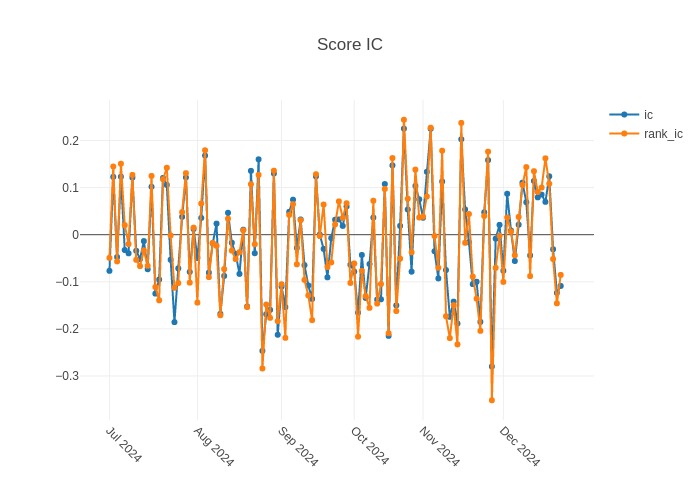 Score IC
ic
rank_ic
0.2
0.1
0
−0.1
−0.2
−0.3
Jul 2024
Aug 2024
Sep 2024
Oct 2024
Nov 2024
Dec 2024